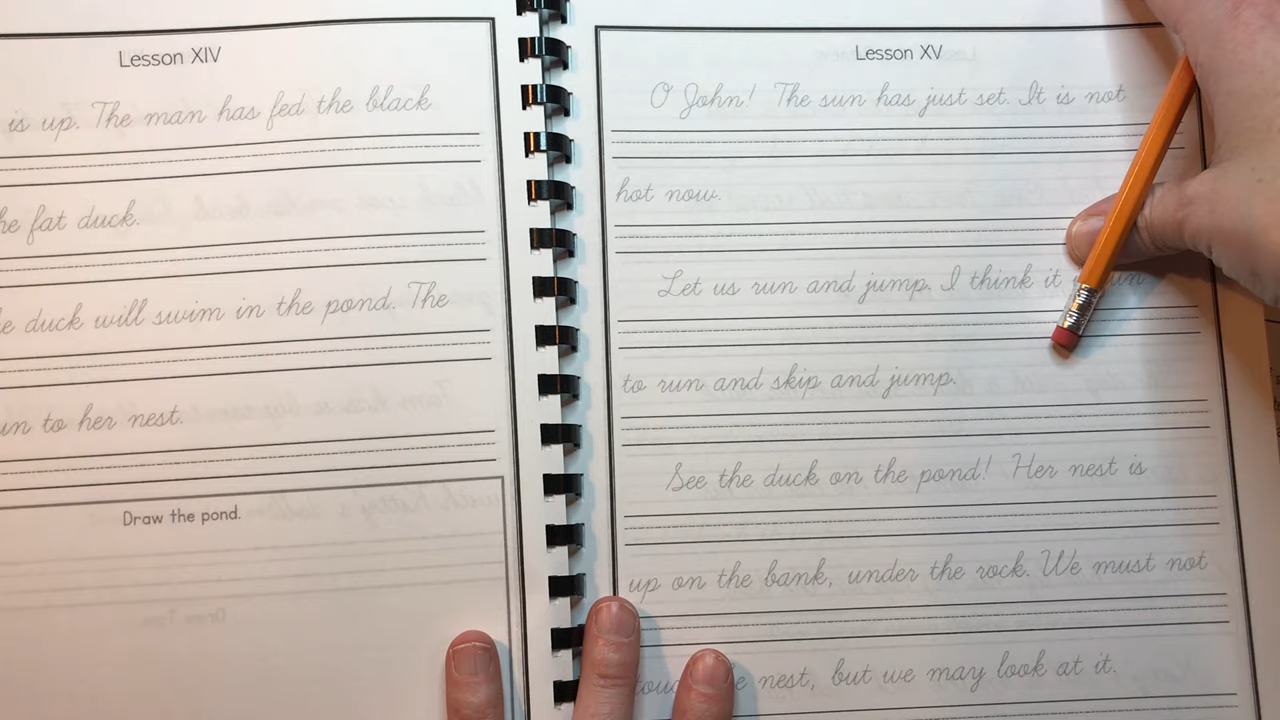 Lesson XIV
is up. The man has fed the black
fat duck.
duck will swim in the pond. The
to her nest.
Draw the pond.
Lesson XV
O John! The sun has just set. It is not
hot now.
Let us run and jump. I think it
to run and skip and jump.
See the duck on the pond! Her nest is
up on the bank, under the rock. We must not
nest, but we may look at it.